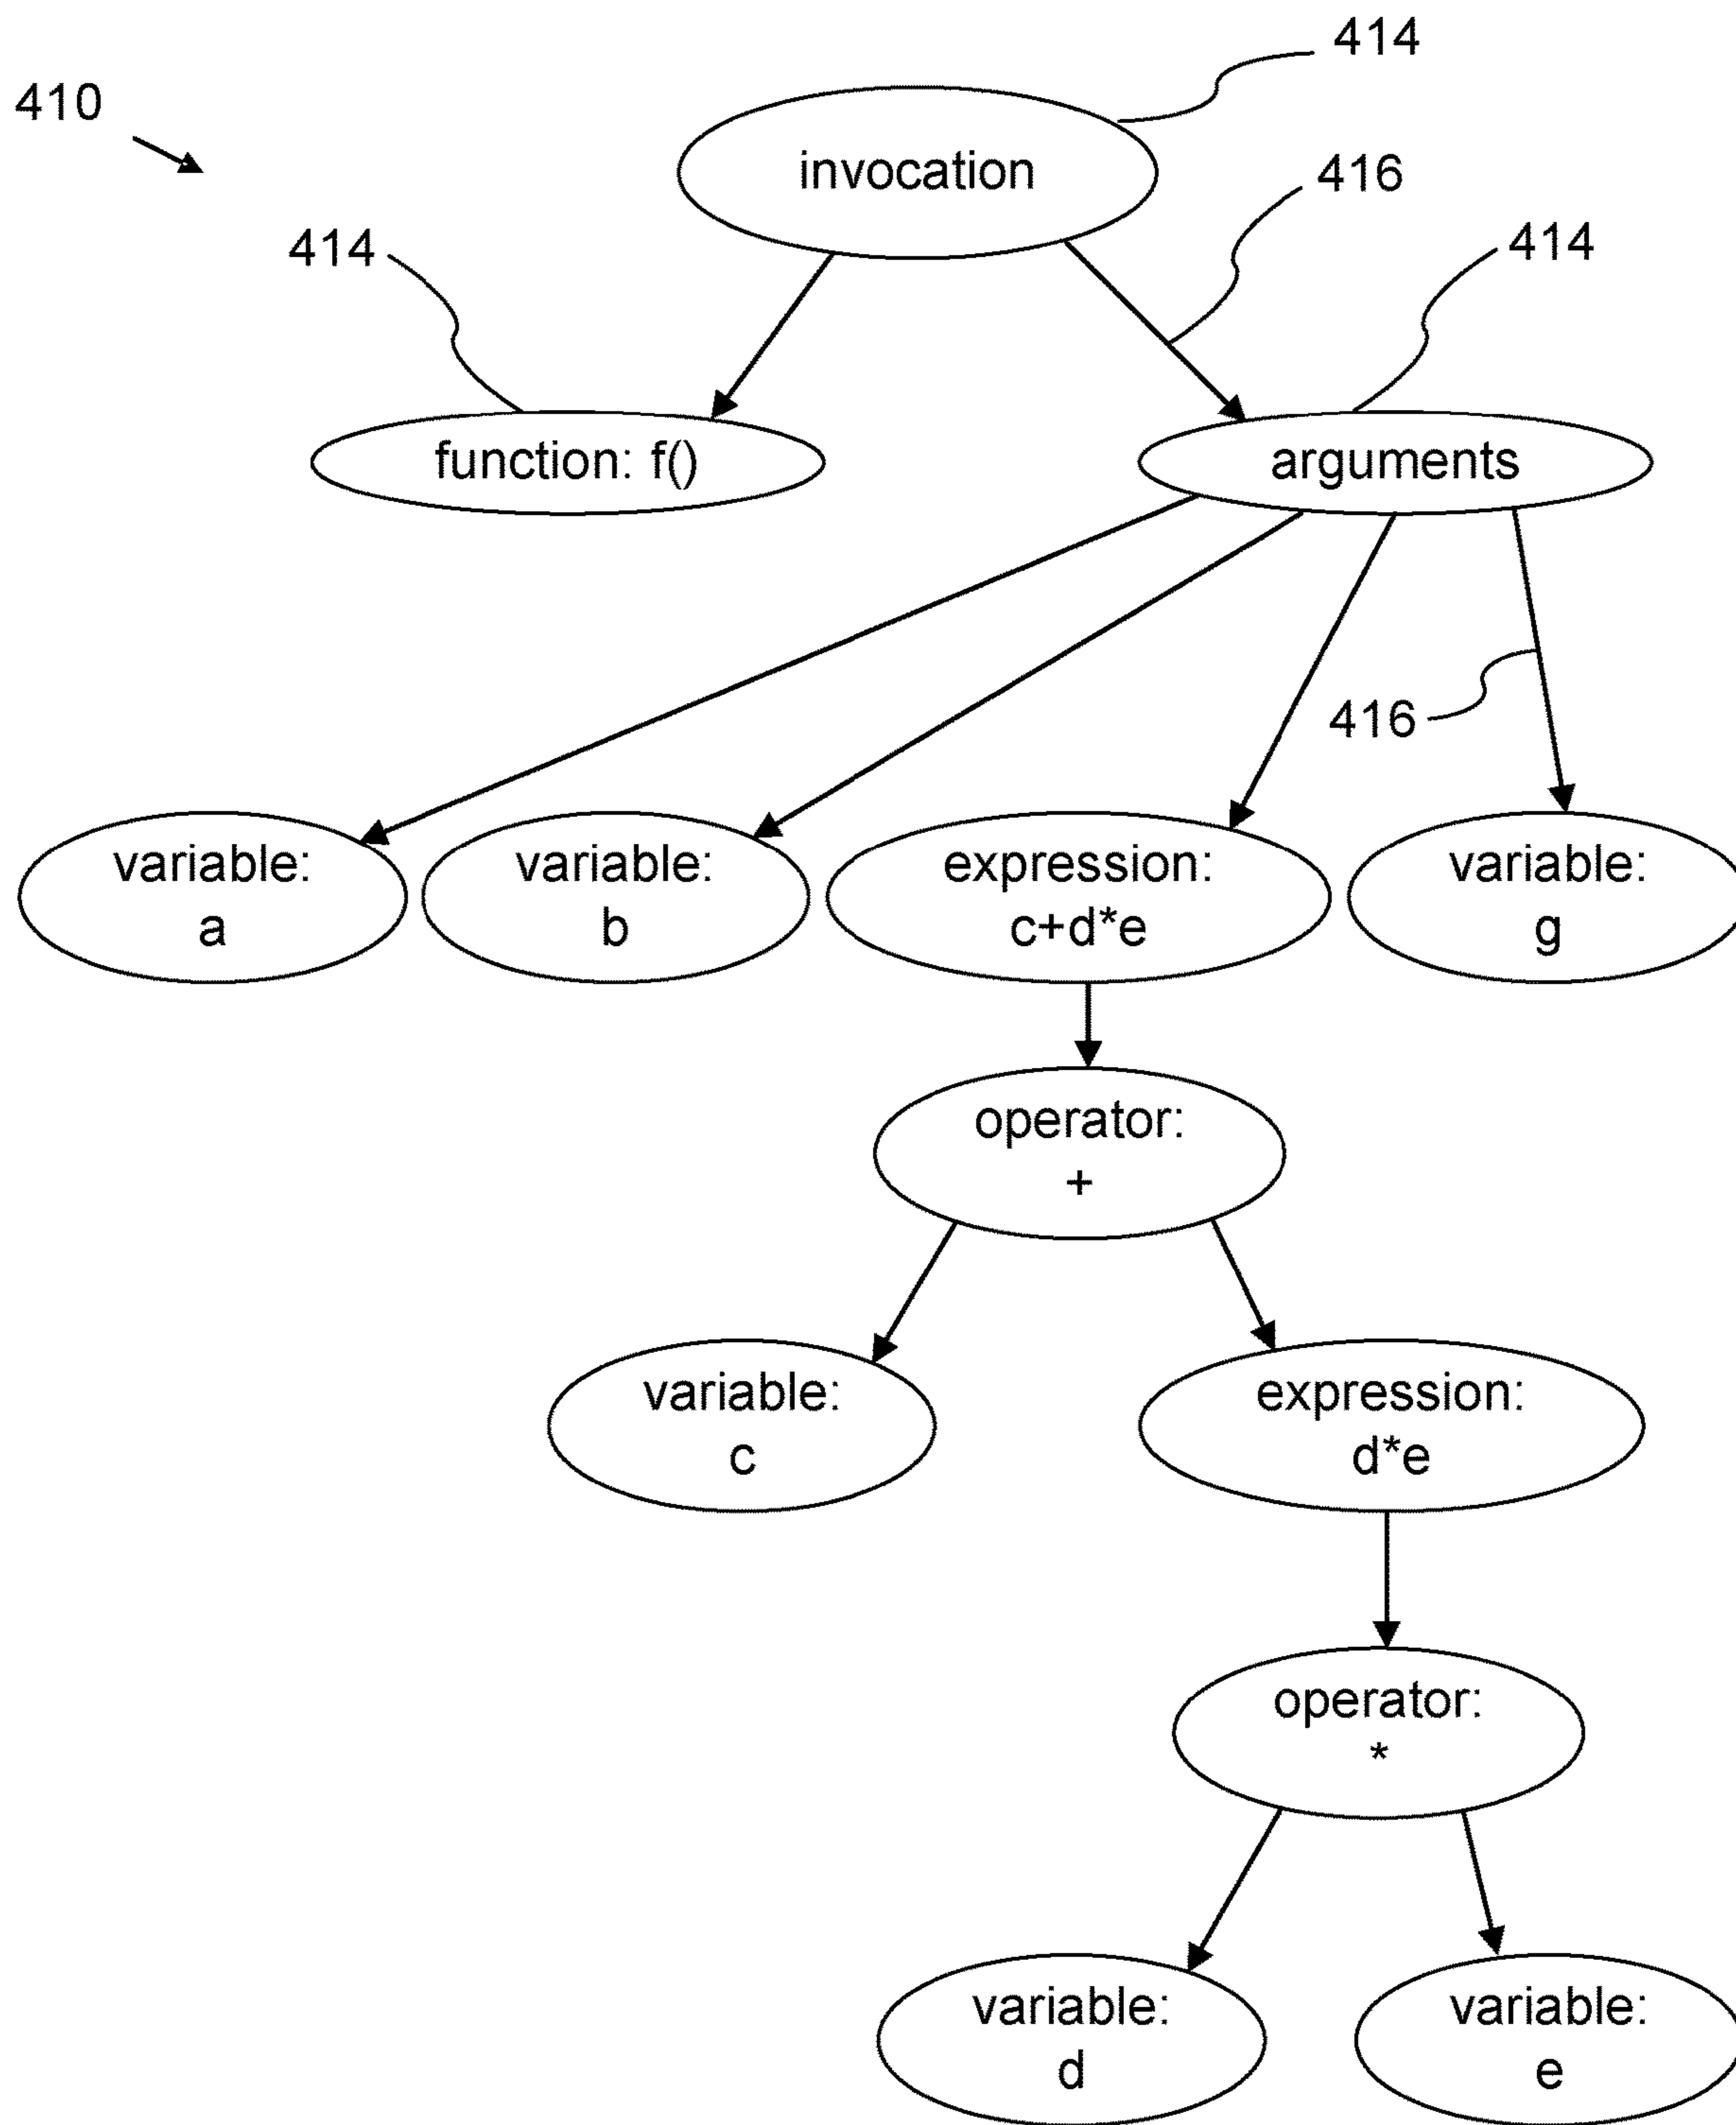 414
410
invocation
416
414
414
function: f()
arguments
416
variable:
a
variable:
b
expression:
c+d*e
variable:
g
operator:
+
variable:
c
expression:
d*e
operator:
*
variable:
d
variable:
e